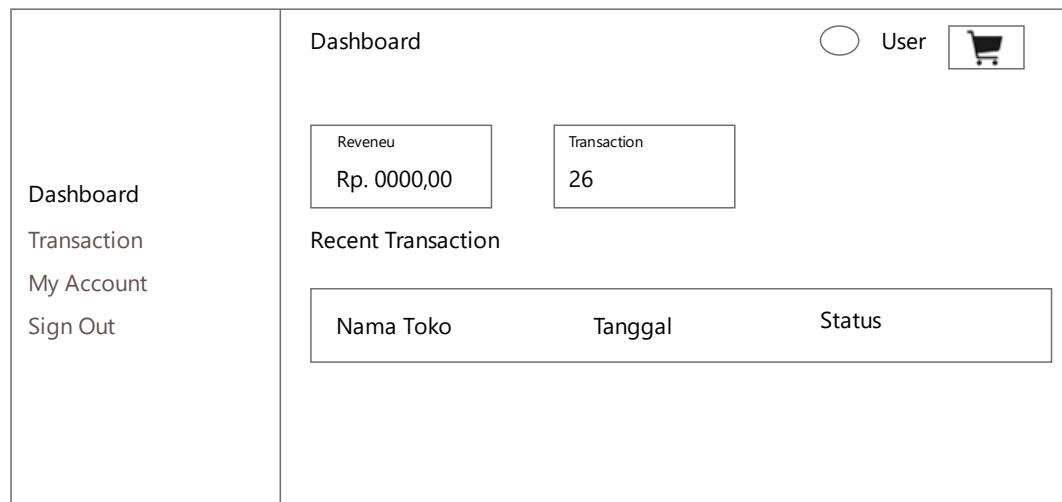 Dashboard
Transaction
My Account
Sign Out
Dashboard
User
Reveneu
Rp. 0000,00
Transaction
26
Recent Transaction
Nama Toko
Tanggal
Status